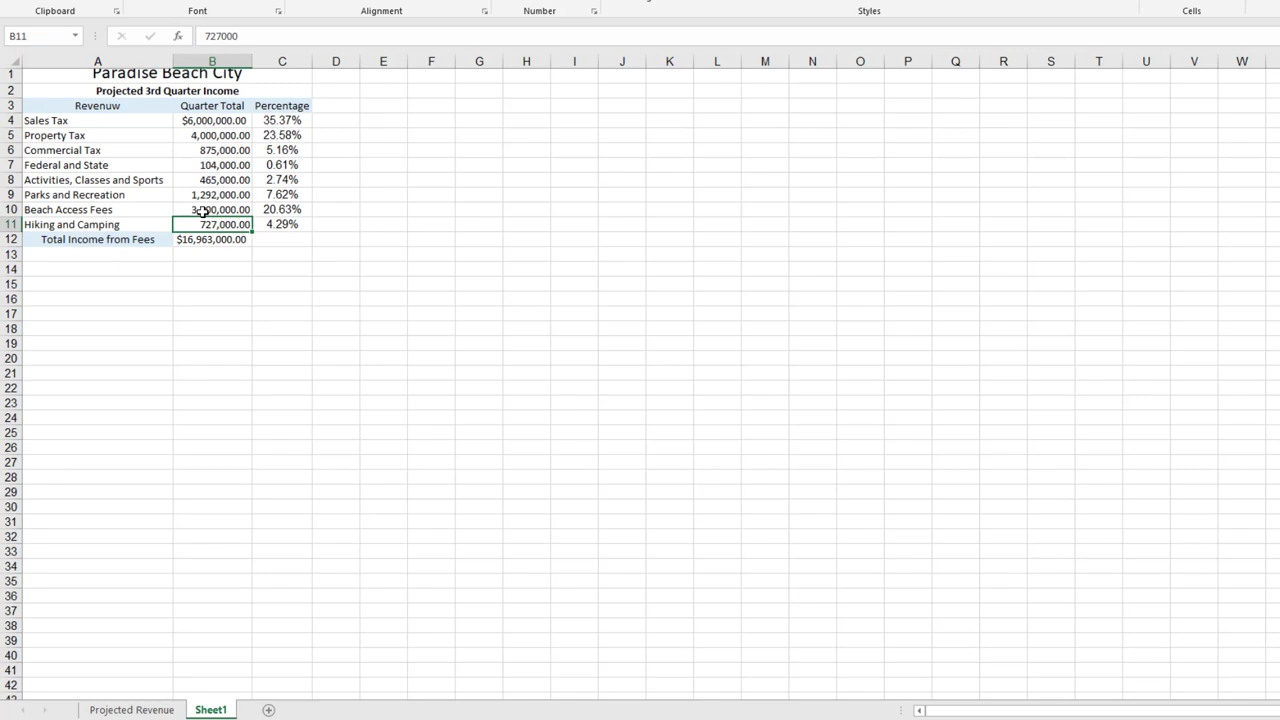 Clipboard Font Alignment Number Styles Cells
B11 fx 727000
A B C D E F G H I J K L M N O P Q R S T U V W
1 Paradise Beach City
2 Projected 3rd Quarter Income
3 Revenuw Quarter Total Percentage
4 Sales Tax $6,000,000.00 35.37%
5 Property Tax 4,000,000.00 23.58%
6 Commercial Tax 875,000.00 5.16%
7 Federal and State 104,000.00 0.61%
8 Activities, Classes and Sports 465,000.00 2.74%
9 Parks and Recreation 1,292,000.00 7.62%
10 Beach Access Fees 20.63%
11 Hiking and Camping 727,000.00 4.29%
12 Total Income from Fees $16,963,000.00
13
14
15
16
17
18
19
20
21
22
23
24
25
26
27
28
29
30
31
32
33
34
35
36
37
38
39
40
41
42
Projected Revenue Sheet1